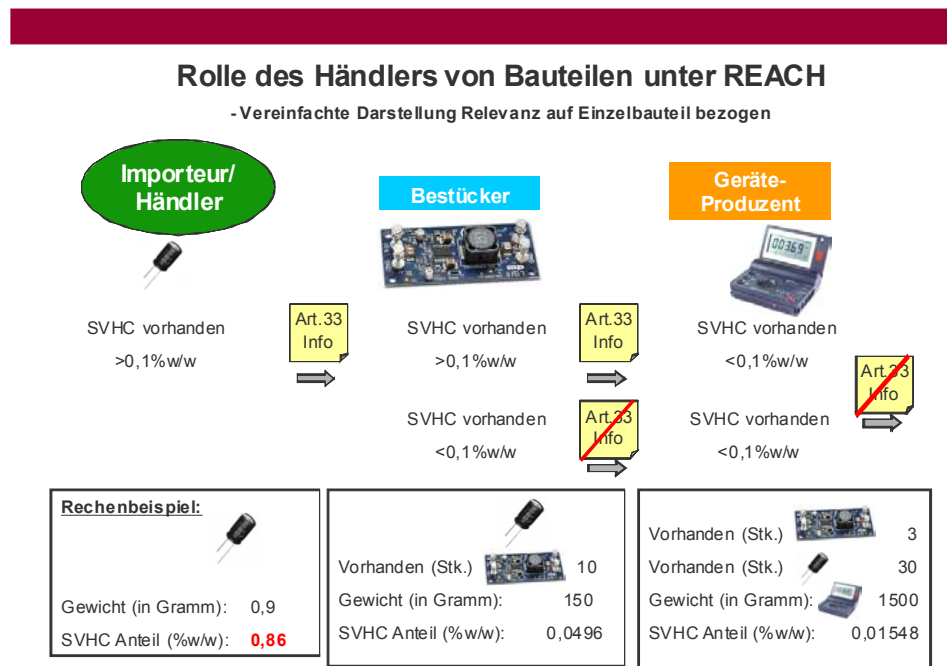 Rolle des Händlers von Bauteilen unter REACH
- Vereinfachte Darstellung Relevanz auf Einzelbauteil bezogen
Importeur/
Händler
Bestücker
Geräte-
Produzent
SVHC vorhanden
>0,1%w/w
Art.33
Info
SVHC vorhanden
>0,1%w/w
Art.33
Info
SVHC vorhanden
<0,1%w/w
Art.33
Info
SVHC vorhanden
<0,1%w/w
Art.33
Info
SVHC vorhanden
<0,1%w/w
Rechenbeispiel:
Gewicht (in Gramm): 0,9
SVHC Anteil (%w/w): 0,86
Vorhanden (Stk.) 10
Gewicht (in Gramm): 150
SVHC Anteil (%w/w): 0,0496
Vorhanden (Stk.) 3
Vorhanden (Stk.) 30
Gewicht (in Gramm): 1500
SVHC Anteil (%w/w): 0,01548